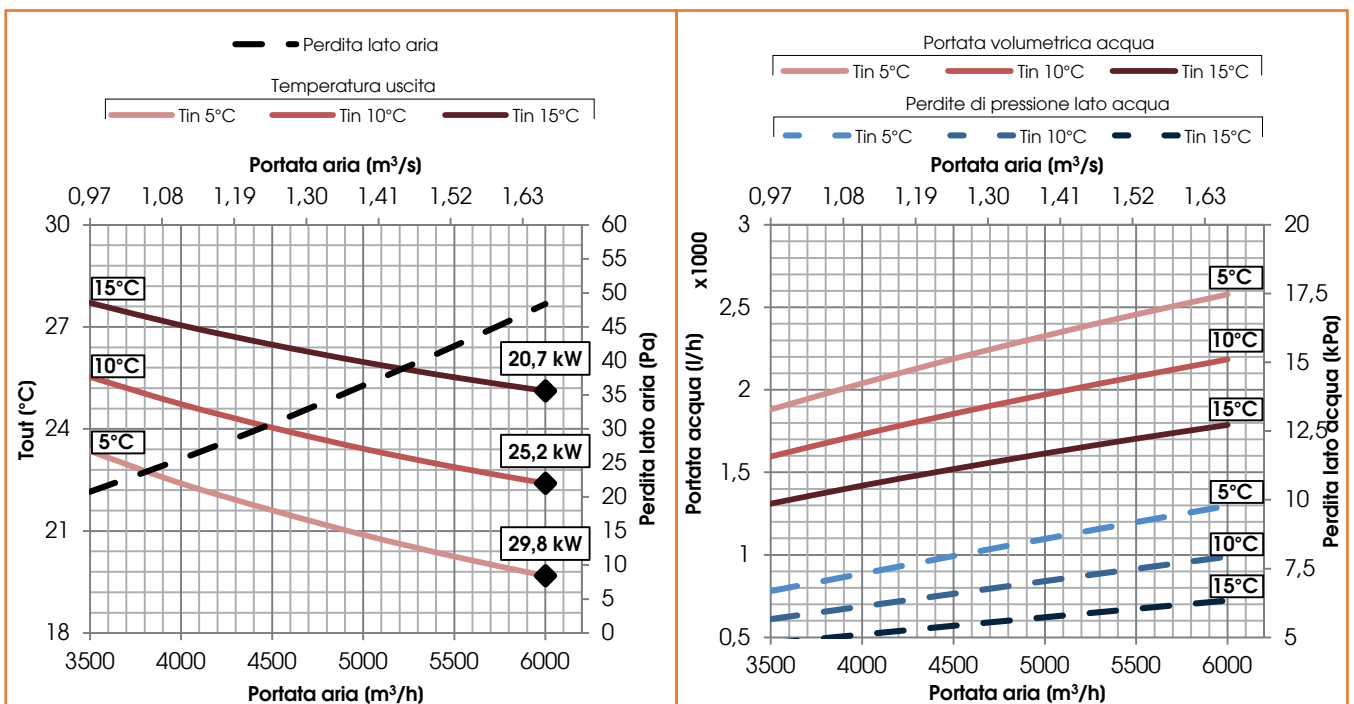 Perdita lato aria
Temperatura uscita
Tin 5°C Tin 10°C Tin 15°C
Portata aria (m³/s)
0,97 1,08 1,19 1,30 1,41 1,52 1,63
30 27 24 21 18
Tout (°C)
60 55 50 45 40 35 30 25 20 15 10 5 0
Perdita lato aria (Pa)
15°C
10°C
5°C
20,7 kW
25,2 kW
29,8 kW
3500 4000 4500 5000 5500 6000
Portata aria (m³/h)
Portata volumetrica acqua
Tin 5°C Tin 10°C Tin 15°C
Perdite di pressione lato acqua
Tin 5°C Tin 10°C Tin 15°C
Portata aria (m³/s)
0,97 1,08 1,19 1,30 1,41 1,52 1,63
x1000
3 2,5 2 1,5 1 0,5
Portata acqua (l/h)
20 17,5 15 12,5 10 7,5 5
Perdita lato acqua (kPa)
5°C
10°C
15°C
5°C
10°C
15°C
3500 4000 4500 5000 5500 6000
Portata aria (m³/h)